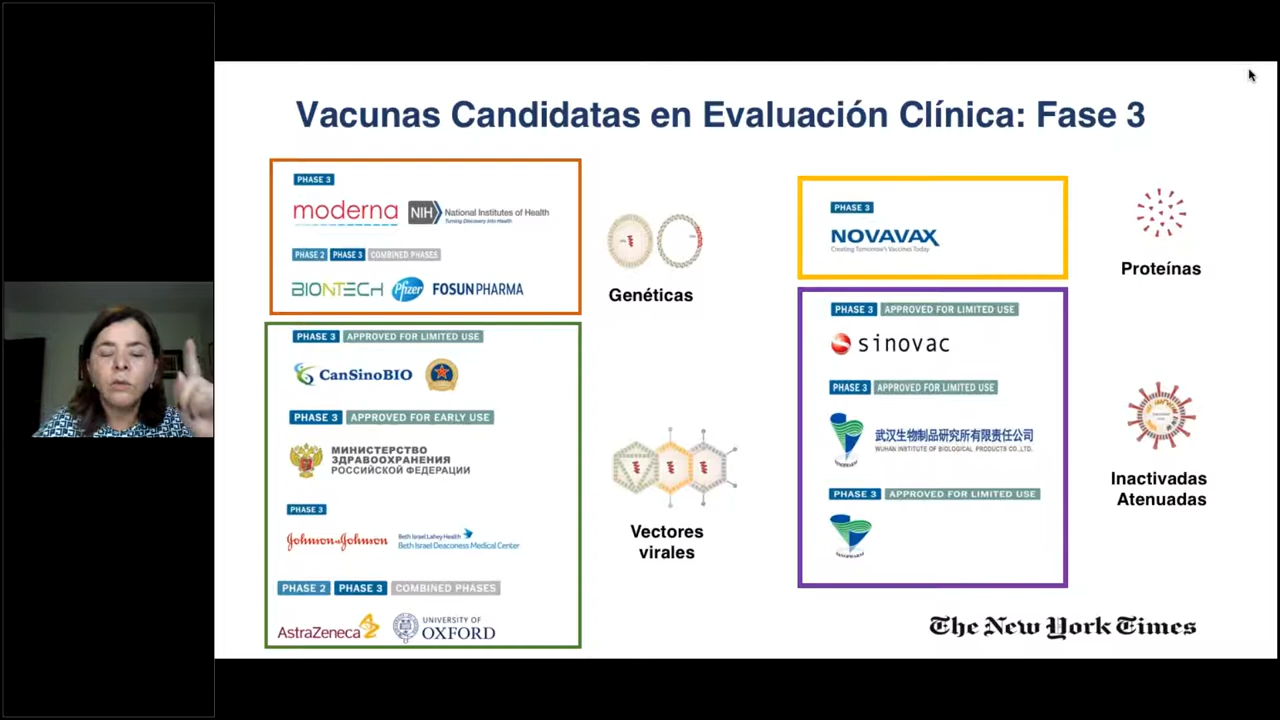 Vacunas Candidatas en Evaluación Clínica: Fase 3
PHASE 3
moderna
NIH National Institutes of Health
Turning Discovery Into Health
PHASE 2 PHASE 3 COMBINED PHASES
BIONTECH Pfizer FOSUNPHARMA
Genéticas
PHASE 3 APPROVED FOR LIMITED USE
CanSinoBIO
PHASE 3 APPROVED FOR EARLY USE
МИНИСТЕРСТВО
ЗДРАВООХРАНЕНИЯ
РОССИЙСКОЙ ФЕДЕРАЦИИ
PHASE 3
Johnson & Johnson
Beth Israel Lahey Health
Beth Israel Deaconess Medical Center
PHASE 2 PHASE 3 COMBINED PHASES
AstraZeneca
UNIVERSITY OF
OXFORD
Vectores
virales
PHASE 3
NOVAVAX
Creating Tomorrow's Vaccines Today
Proteínas
PHASE 3 APPROVED FOR LIMITED USE
sinovac
PHASE 3 APPROVED FOR LIMITED USE
武汉生物制品研究所有限责任公司
WUHAN INSTITUTE OF BIOLOGICAL PRODUCTS CO., LTD.
PHASE 3 APPROVED FOR LIMITED USE
Inactivadas
Atenuadas
The New York Times